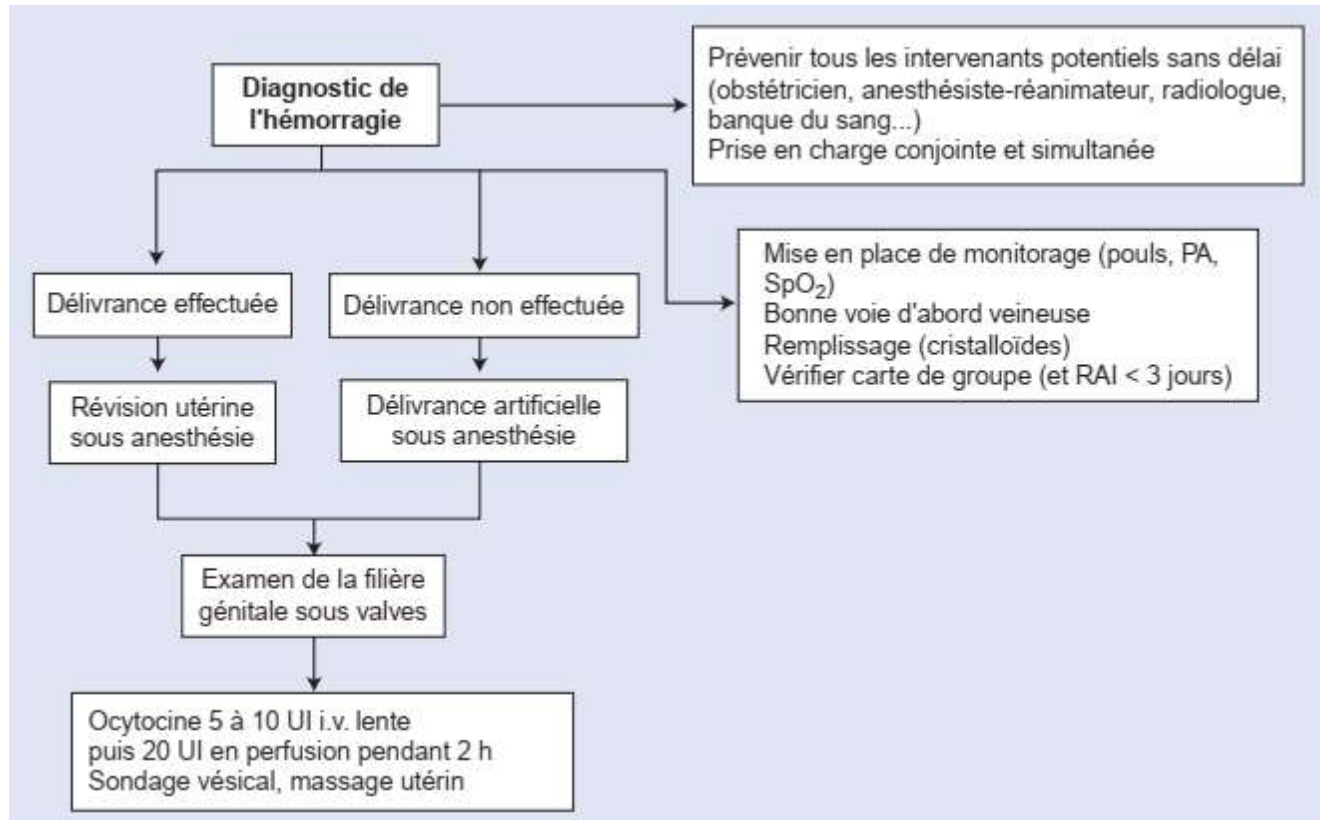 Diagnostic de
l'hémorragie
Prévenir tous les intervenants potentiels sans délai
(obstétricien, anesthésiste-réanimateur, radiologue,
banque du sang...)
Prise en charge conjointe et simultanée
Mise en place de monitorage (pouls, PA,
SpO₂)
Bonne voie d'abord veineuse
Remplissage (cristalloïdes)
Vérifier carte de groupe (et RAI < 3 jours)
Délivrance effectuée
Délivrance non effectuée
Révision utérine
sous anesthésie
Délivrance artificielle
sous anesthésie
Examen de la filière
génitale sous valves
Ocytocine 5 à 10 UI i.v. lente
puis 20 UI en perfusion pendant 2 h
Sondage vésical, massage utérin